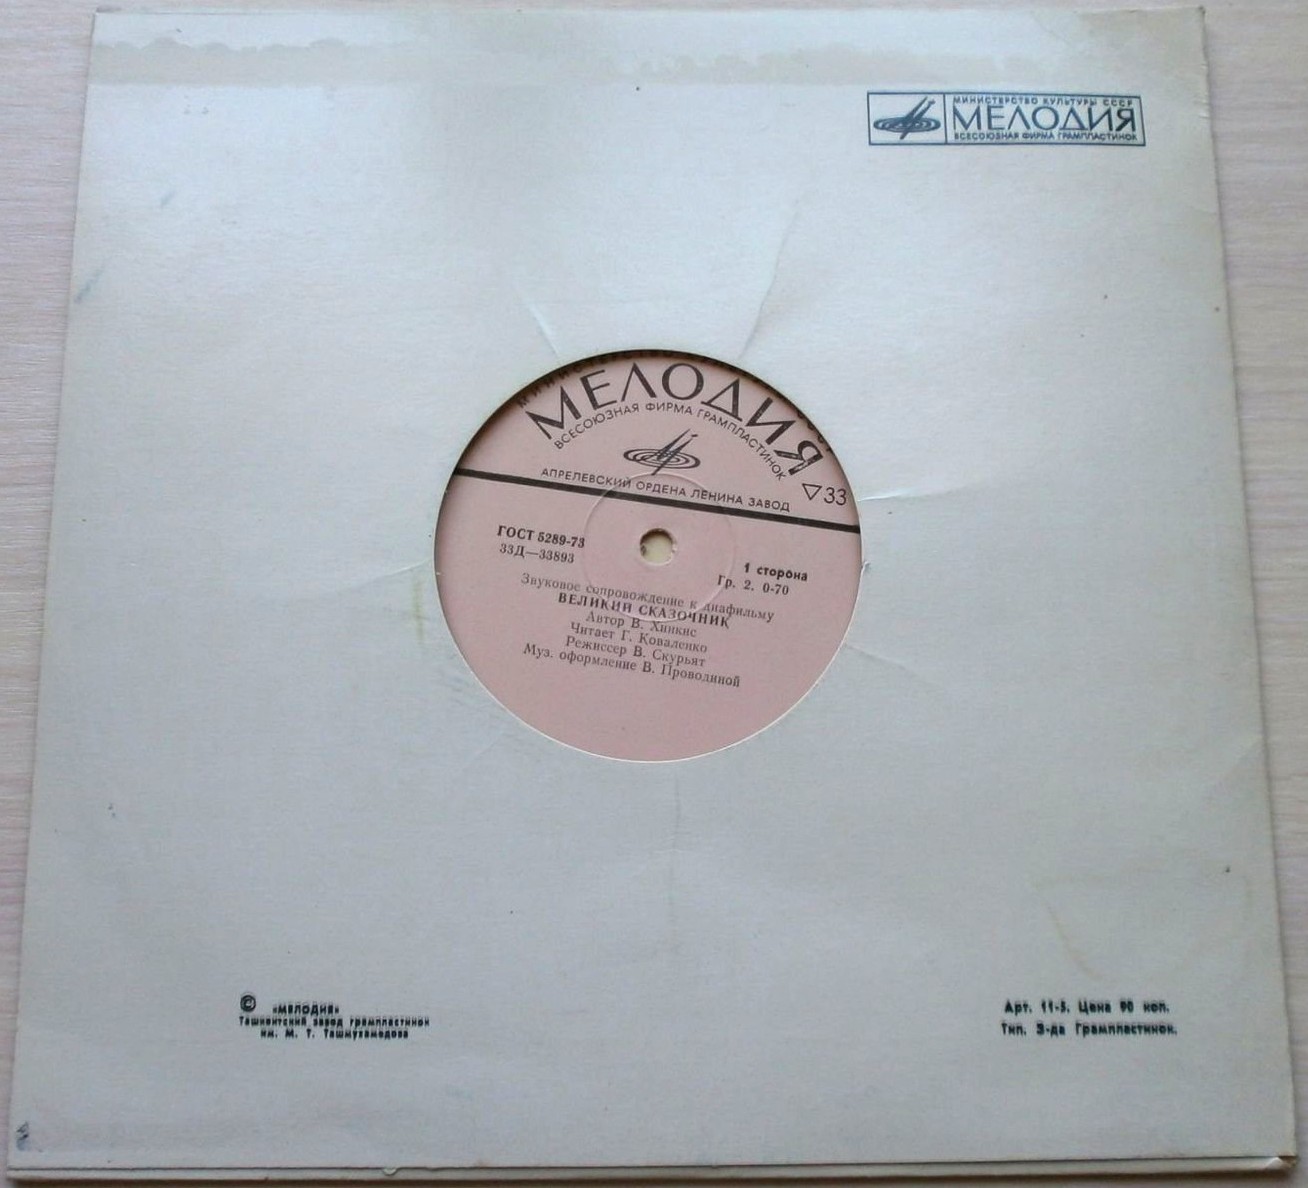 МИНИСТЕРСТВО КУЛЬТУРЫ СССР
МЕЛОДИЯ
ВСЕСОЮЗНАЯ ФИРМА ГРАМПЛАСТИНОК
МИНИСТЕРСТВО
МЕЛОДИЯ
ВСЕСОЮЗНАЯ ФИРМА ГРАМПЛАСТИНОК
АПРЕЛЕВСКИЙ ОРДЕНА ЛЕНИНА ЗАВОД
▽33
ГОСТ 5289-73
33Д—33893
1 сторона
Гр. 2. 0-70
Звуковое сопровождение к диафильму
ВЕЛИКИЙ СКАЗОЧНИК
Автор В. Хинкис
Читает Г. Коваленко
Режиссер В. Скурьят
Муз. оформление В. Проводиной
© «МЕЛОДИЯ»
Ташкентский завод грампластинок
им. М. Т. Ташмухамедова
Арт. 11-5. Цена 90 коп.
Тип. З-да Грампластинок.